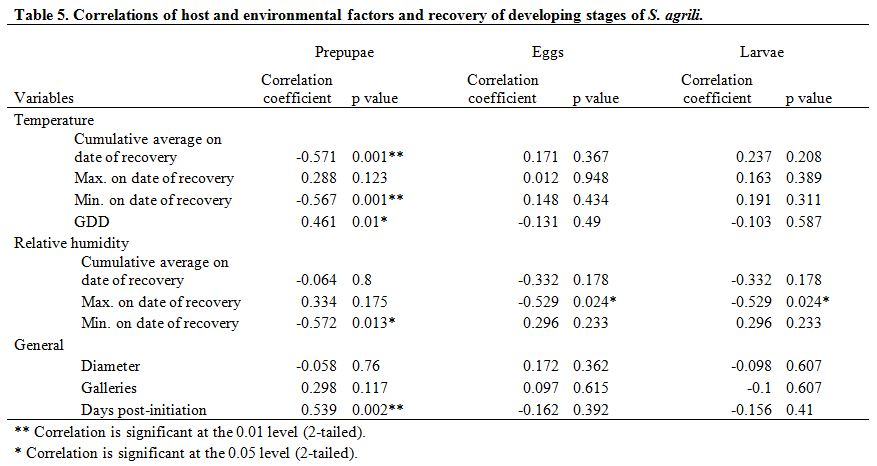 Table 5. Correlations of host and environmental factors and recovery of developing stages of S. agrili.
Prepupae Eggs Larvae
Correlation Correlation Correlation
Variables coefficient p value coefficient p value coefficient p value
Temperature
Cumulative average on
date of recovery -0.571 0.001** 0.171 0.367 0.237 0.208
Max. on date of recovery 0.288 0.123 0.012 0.948 0.163 0.389
Min. on date of recovery -0.567 0.001** 0.148 0.434 0.191 0.311
GDD 0.461 0.01* -0.131 0.49 -0.103 0.587
Relative humidity
Cumulative average on
date of recovery -0.064 0.8 -0.332 0.178 -0.332 0.178
Max. on date of recovery 0.334 0.175 -0.529 0.024* -0.529 0.024*
Min. on date of recovery -0.572 0.013* 0.296 0.233 0.296 0.233
General
Diameter -0.058 0.76 0.172 0.362 -0.098 0.607
Galleries 0.298 0.117 0.097 0.615 -0.1 0.607
Days post-initiation 0.539 0.002** -0.162 0.392 -0.156 0.41
** Correlation is significant at the 0.01 level (2-tailed).
* Correlation is significant at the 0.05 level (2-tailed).